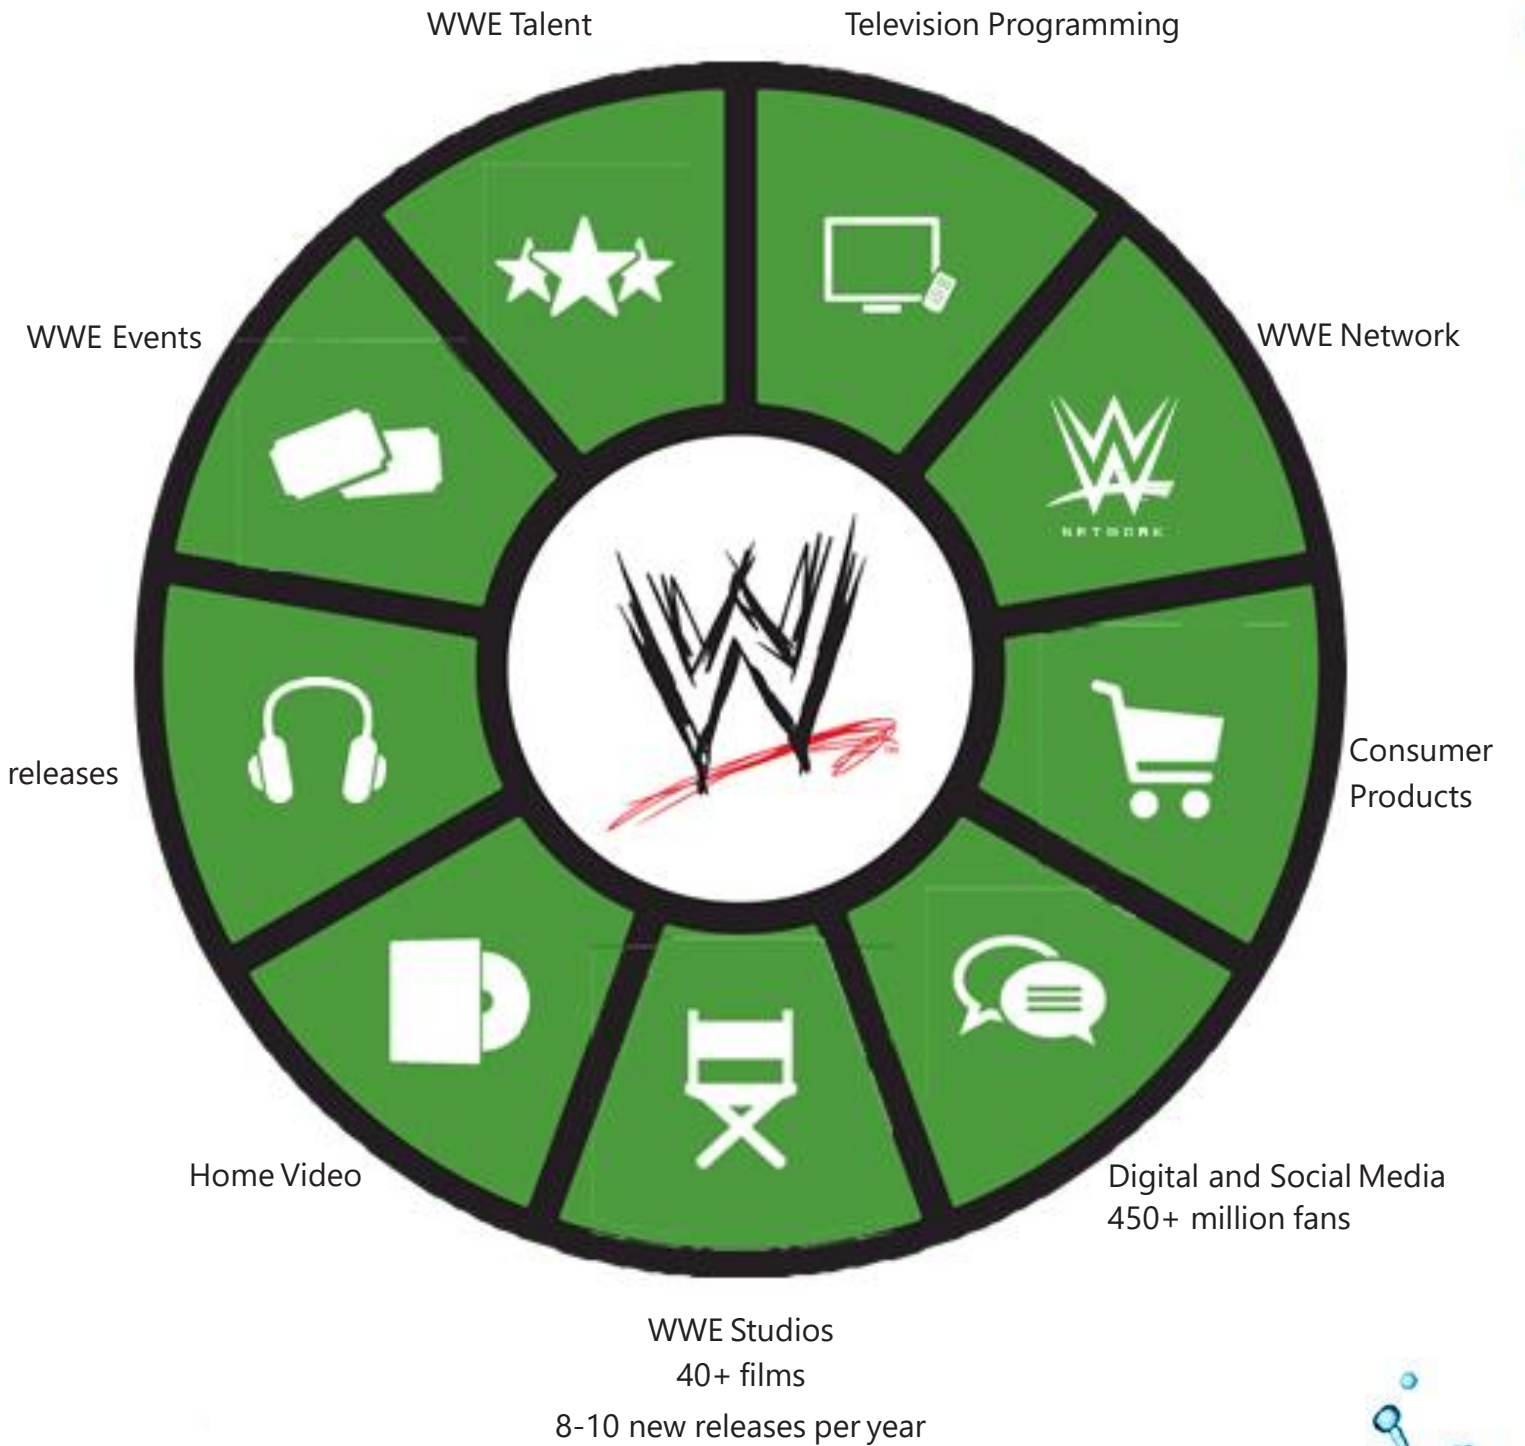 WWE Talent
Television Programming
WWE Events
WWE Network
NETWORK
releases
Consumer
Products
Home Video
Digital and Social Media
450+ million fans
WWE Studios
40+ films
8-10 new releases per year